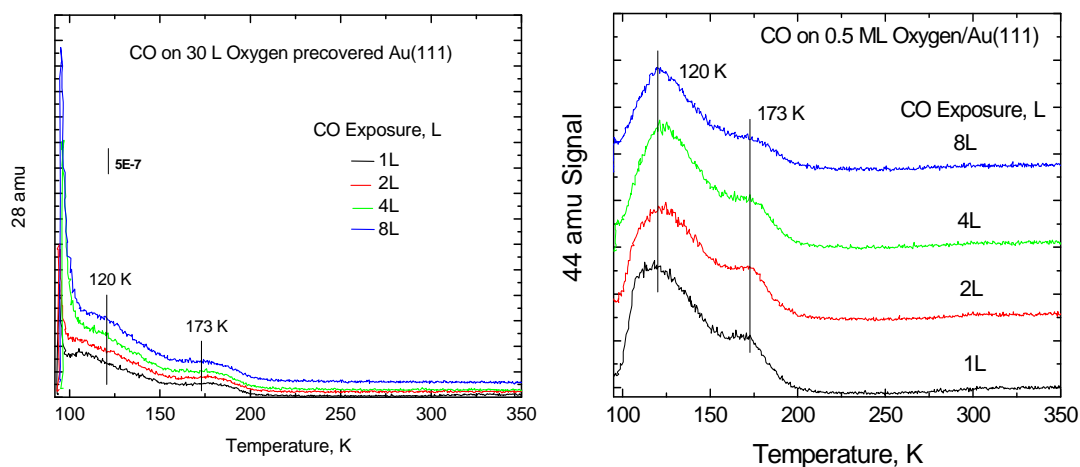 CO on 30 L Oxygen precovered Au(111)
CO Exposure, L
1L
2L
4L
8L
5E-7
120 K
173 K
28 amu
100 150 200 250 300 350
Temperature, K
CO on 0.5 ML Oxygen/Au(111)
120 K
173 K
CO Exposure, L
8L
4L
2L
1L
44 amu Signal
100 150 200 250 300 350
Temperature, K